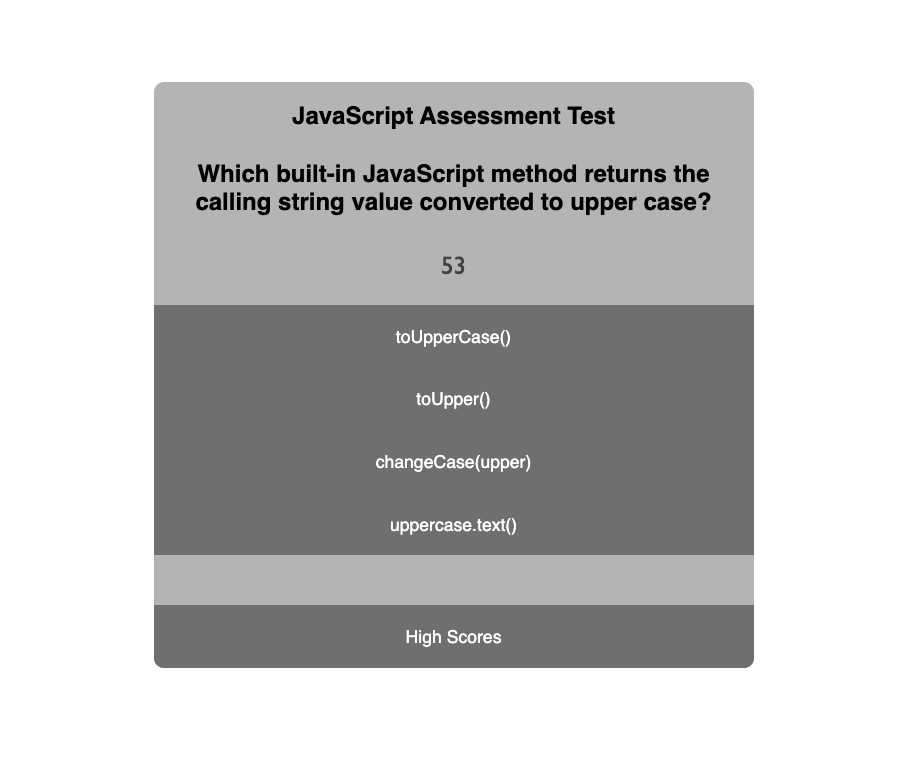 JavaScript Assessment Test
Which built-in JavaScript method returns the
calling string value converted to upper case?
53
toUpperCase()
toUpper()
changeCase(upper)
uppercase.text()
High Scores